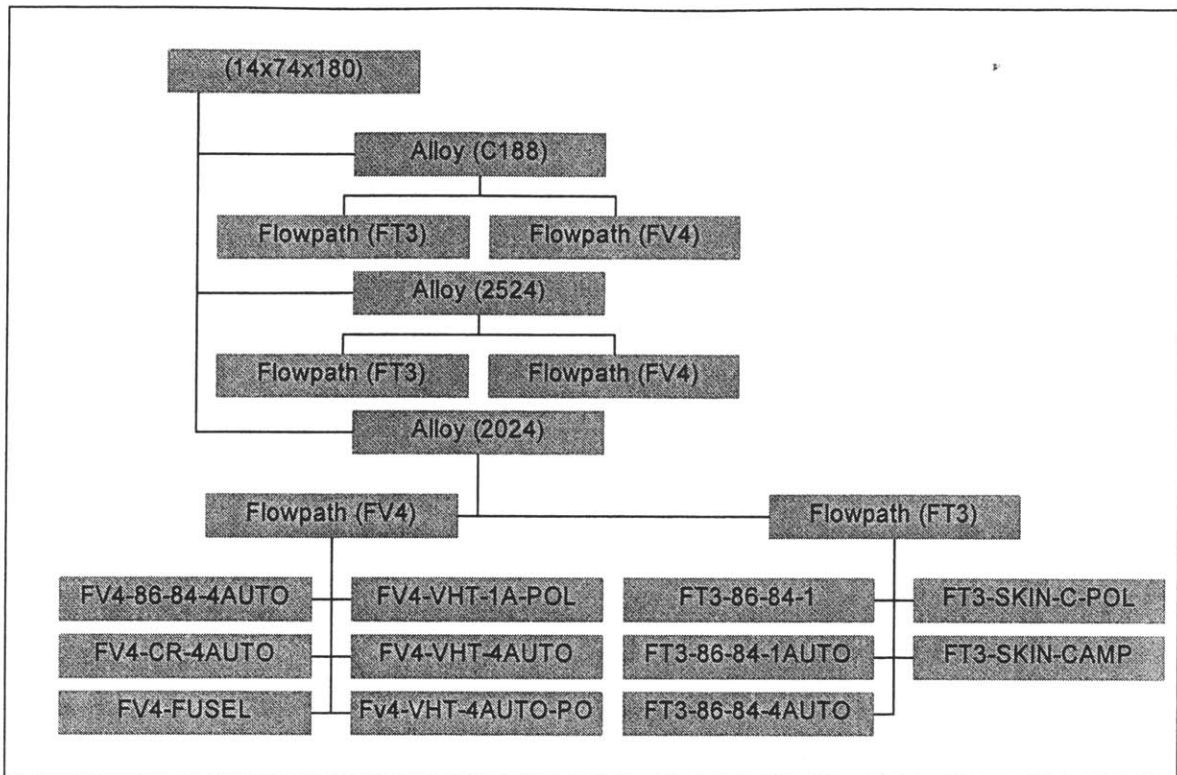 (14x74x180)
Alloy (C188)
Flowpath (FT3)
Flowpath (FV4)
Alloy (2524)
Flowpath (FT3)
Flowpath (FV4)
Alloy (2024)
Flowpath (FV4)
Flowpath (FT3)
FV4-86-84-4AUTO
FV4-VHT-1A-POL
FT3-86-84-1
FT3-SKIN-C-POL
FV4-CR-4AUTO
FV4-VHT-4AUTO
FT3-86-84-1AUTO
FT3-SKIN-CAMP
FV4-FUSEL
Fv4-VHT-4AUTO-PO
FT3-86-84-4AUTO